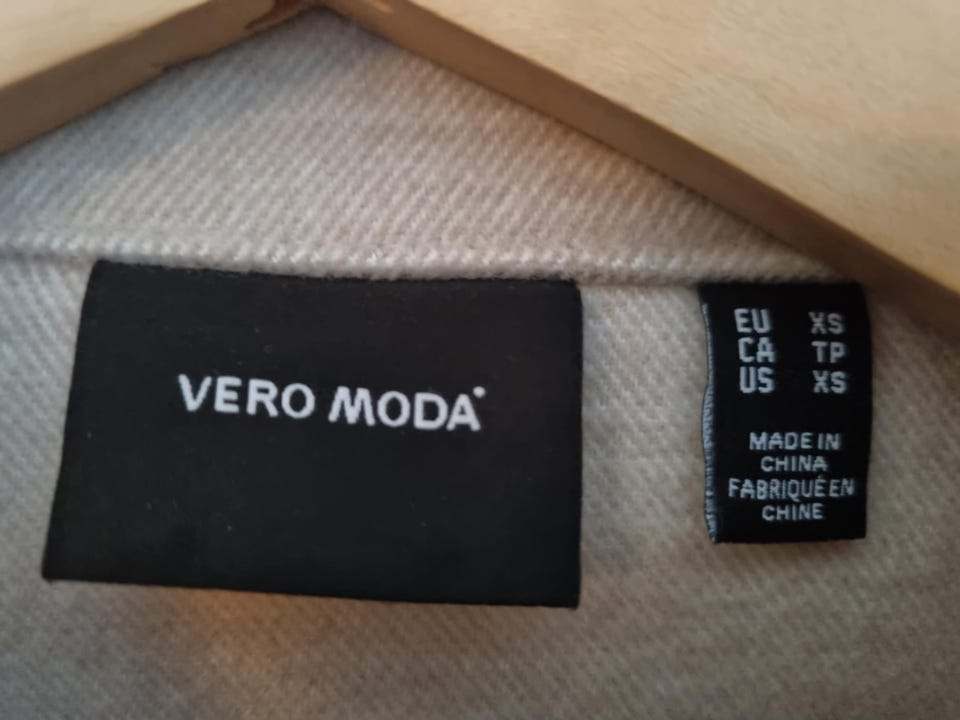 VERO MODA
EU XS
CA TP
US XS
MADE IN
CHINA
FABRIQUÉ EN
CHINE